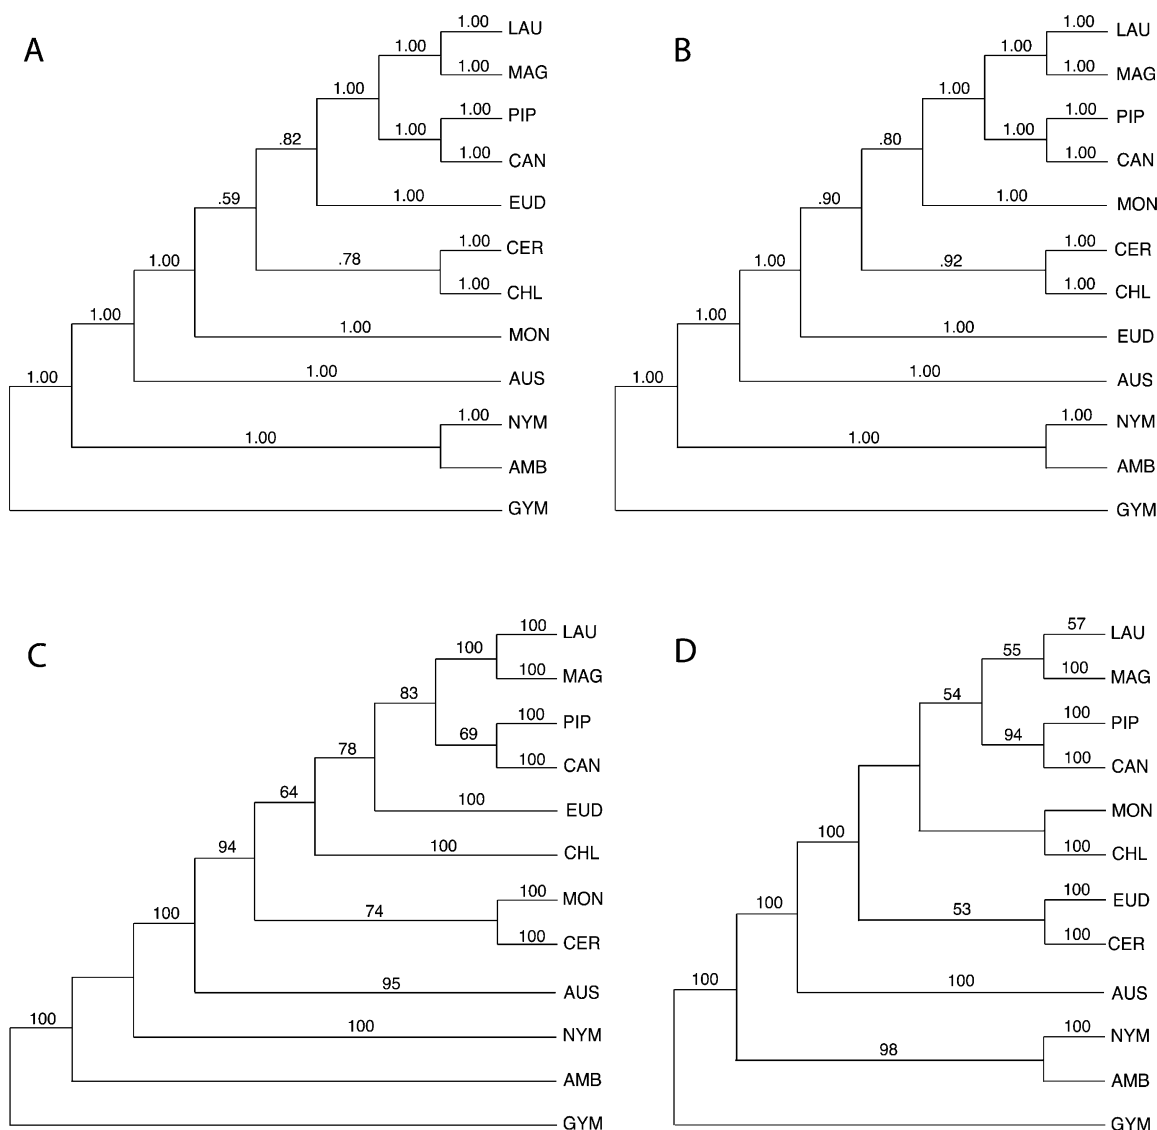 A
1.00 LAU
1.00
1.00 MAG
1.00
1.00 PIP
1.00
1.00 CAN
.82
1.00 EUD
.59
1.00 CER
.78
1.00 CHL
1.00
1.00 MON
1.00
1.00 AUS
1.00
1.00 NYM
1.00
AMB
GYM
B
1.00 LAU
1.00
1.00 MAG
1.00
1.00 PIP
1.00
1.00 CAN
.80
1.00 MON
.90
1.00 CER
.92
1.00 CHL
1.00
1.00 EUD
1.00
1.00 AUS
1.00
1.00 NYM
1.00
AMB
GYM
C
100 LAU
100
100 MAG
83
100 PIP
69
100 CAN
78
100 EUD
64
100 CHL
94
100 MON
74
100 CER
100
95 AUS
100 NYM
100
AMB
GYM
D
57 LAU
55
100 MAG
54
100 PIP
94
100 CAN
MON
100 CHL
100
100 EUD
53
100 CER
100
100 AUS
100
100 NYM
98
AMB
GYM